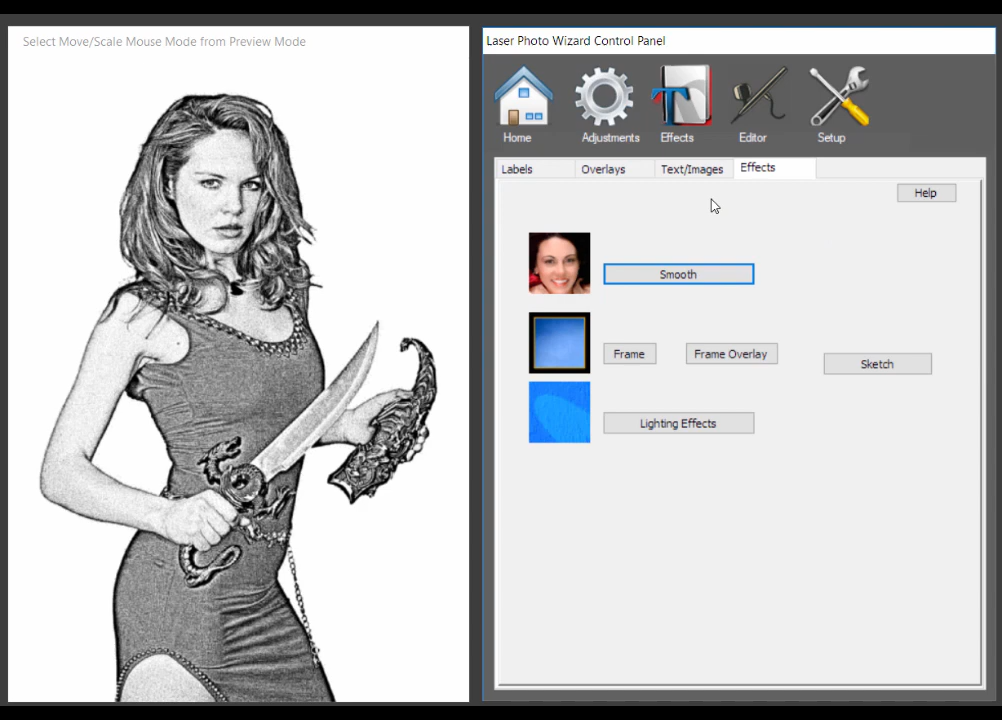 Select Move/Scale Mouse Mode from Preview Mode
Laser Photo Wizard Control Panel
Home Adjustments Effects Editor Setup
Labels Overlays Text/Images Effects
Help
Smooth
Frame Frame Overlay Sketch
Lighting Effects